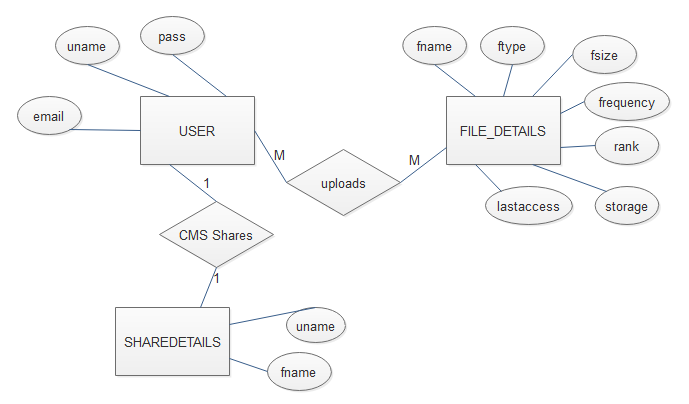 pass
uname
fname
ftype
fsize
email
USER
FILE_DETAILS
frequency
rank
M
M
uploads
1
lastaccess
storage
CMS Shares
1
SHAREDETAILS
uname
fname